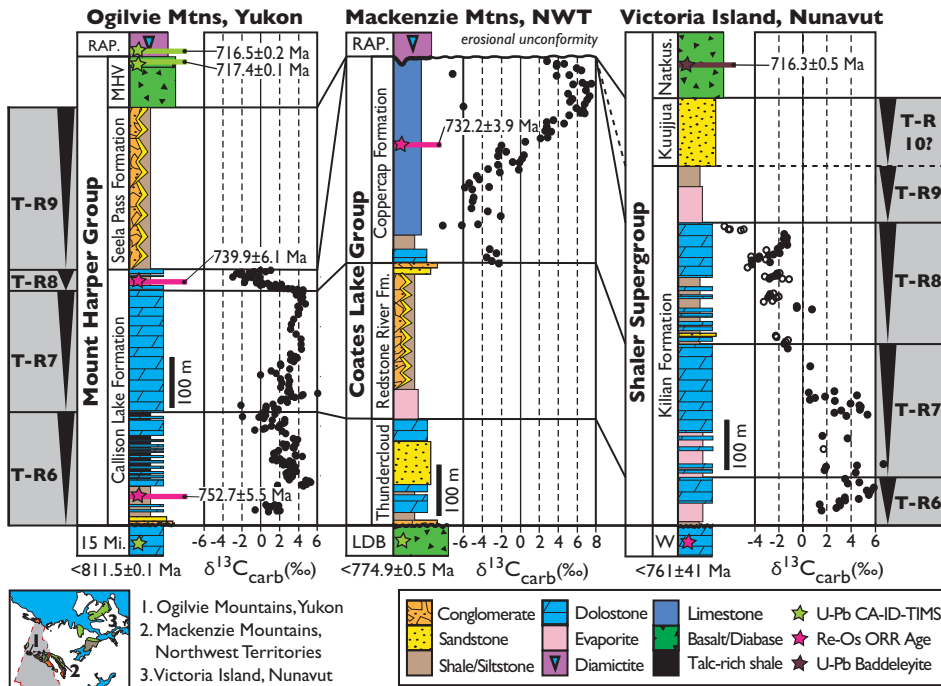 Ogilvie Mtns, Yukon
Mackenzie Mtns, NWT
Victoria Island, Nunavut
δ13Ccarb
δ13Ccarb
δ13Ccarb
RAP.
716.5±0.2 Ma
717.4±0.1 Ma
MHV
Mount Harper Group
Seela Pass Formation
739.9±6.1 Ma
Callison Lake Formation
100 m
752.7±5.5 Ma
15 Mi.
<811.5±0.1 Ma
T-R9
T-R8
T-R7
T-R6
-6 -4 -2 0 2 4 6
δ13Ccarb(‰)
RAP.
erosional unconformity
Coates Lake Group
Coppercap Formation
732.2±3.9 Ma
Redstone River Fm.
Thundercloud
100 m
LDB
<774.9±0.5 Ma
-6 -4 -2 0 2 4 6 8
δ13Ccarb(‰)
Natkus.
716.3±0.5 Ma
Shaler Supergroup
Kuujjua
Kilian Formation
100 m
W
<761±41 Ma
-4 -2 0 2 4 6
δ13Ccarb(‰)
T-R
10?
T-R9
T-R8
T-R7
T-R6
1
2
3
1. Ogilvie Mountains, Yukon
2. Mackenzie Mountains,
Northwest Territories
3. Victoria Island, Nunavut
Conglomerate
Sandstone
Shale/Siltstone
Dolostone
Evaporite
Diamictite
Limestone
Basalt/Diabase
Talc-rich shale
U-Pb CA-ID-TIMS
Re-Os ORR Age
U-Pb Baddeleyite